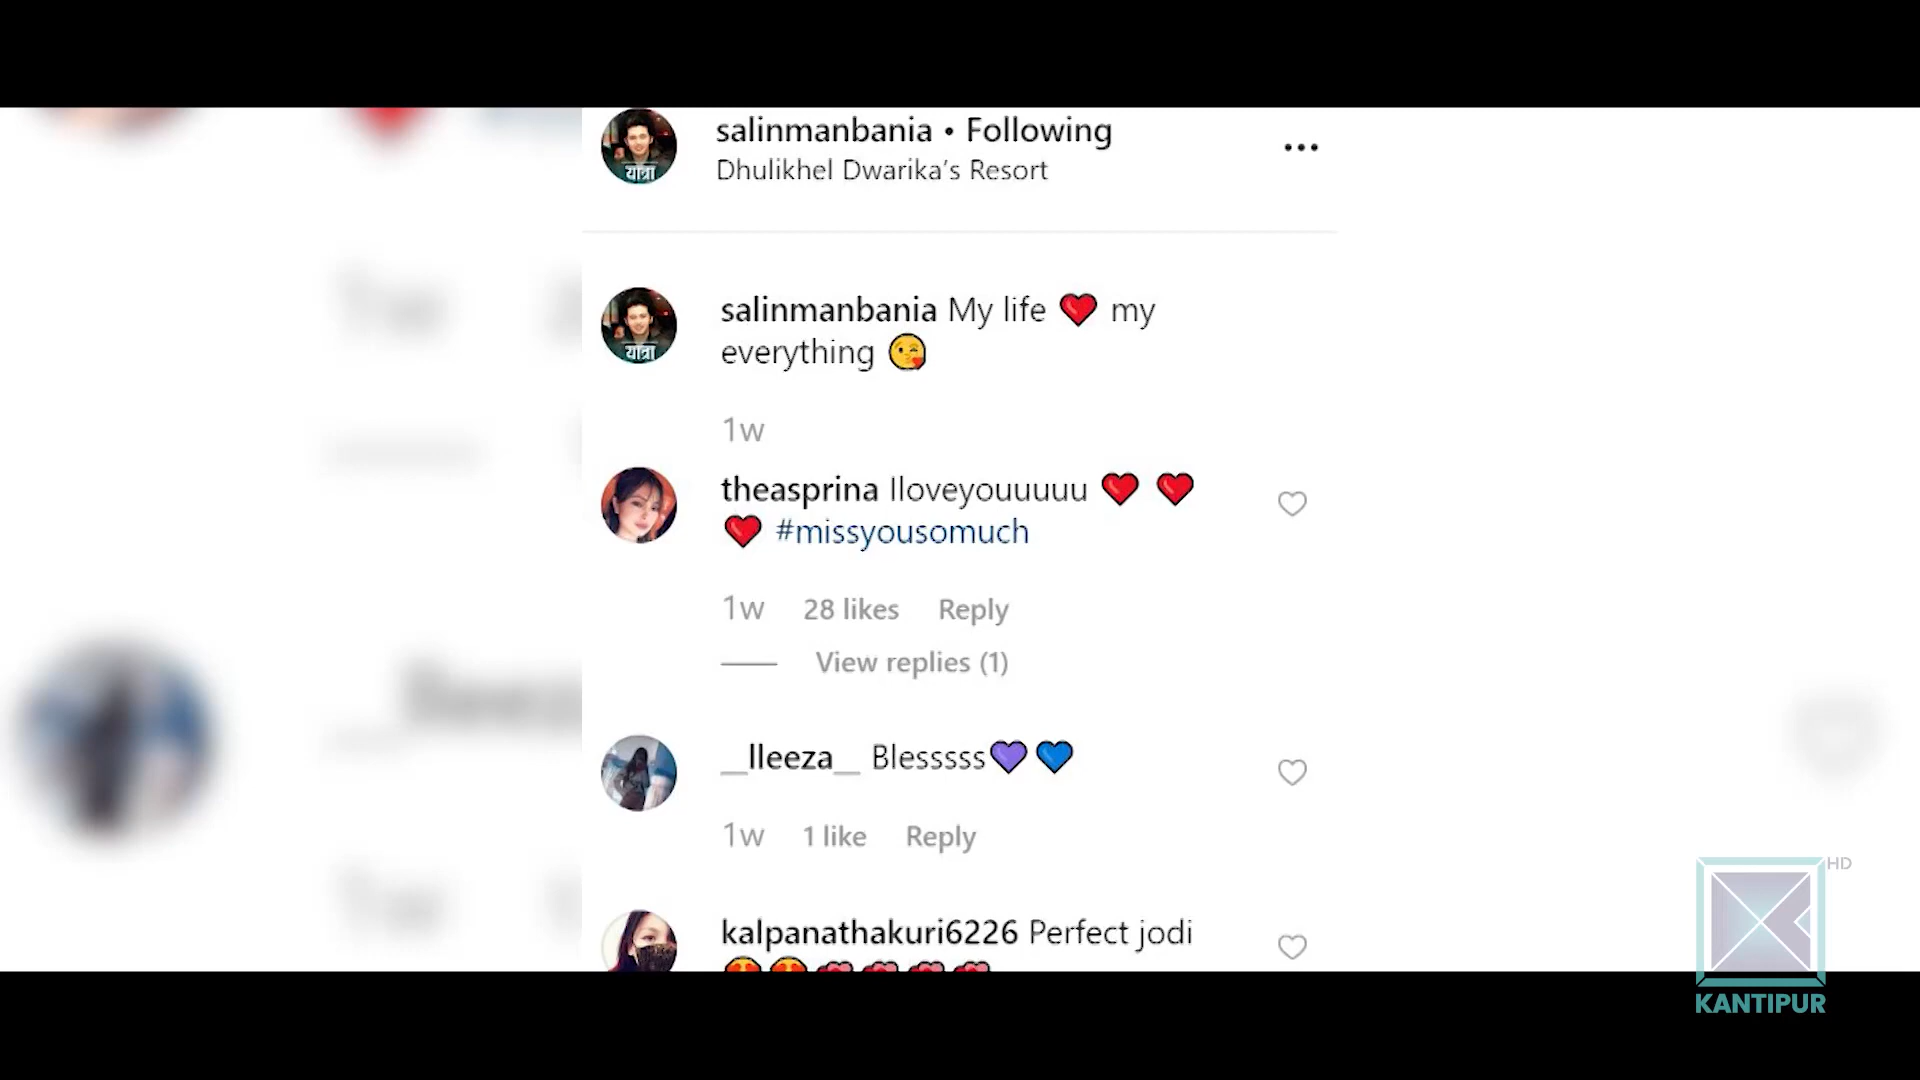 salinmanbania • Following
Dhulikhel Dwarika's Resort
यात्रा
salinmanbania My life ❤️ my
everything 😘
यात्रा
1w
theasprina Iloveyouuuuu ❤️ ❤️
❤️ #missyousomuch
1w 28 likes Reply
View replies (1)
__lleeza__ Blesssss💜💙
1w 1 like Reply
kalpanathakuri6226 Perfect jodi
HD
KANTIPUR